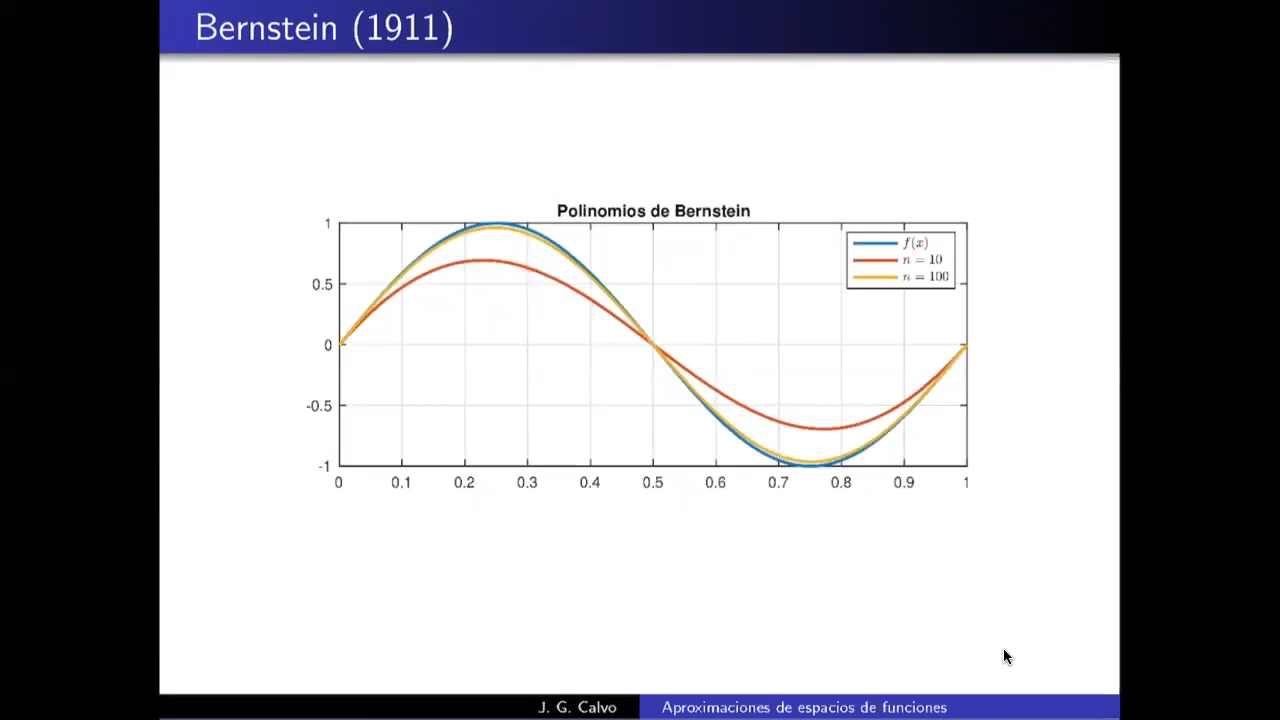 Bernstein (1911)
Polinomios de Bernstein
f(x)
n = 10
n = 100
1
0.5
0
-0.5
-1
0 0.1 0.2 0.3 0.4 0.5 0.6 0.7 0.8 0.9 1
J. G. Calvo Aproximaciones de espacios de funciones